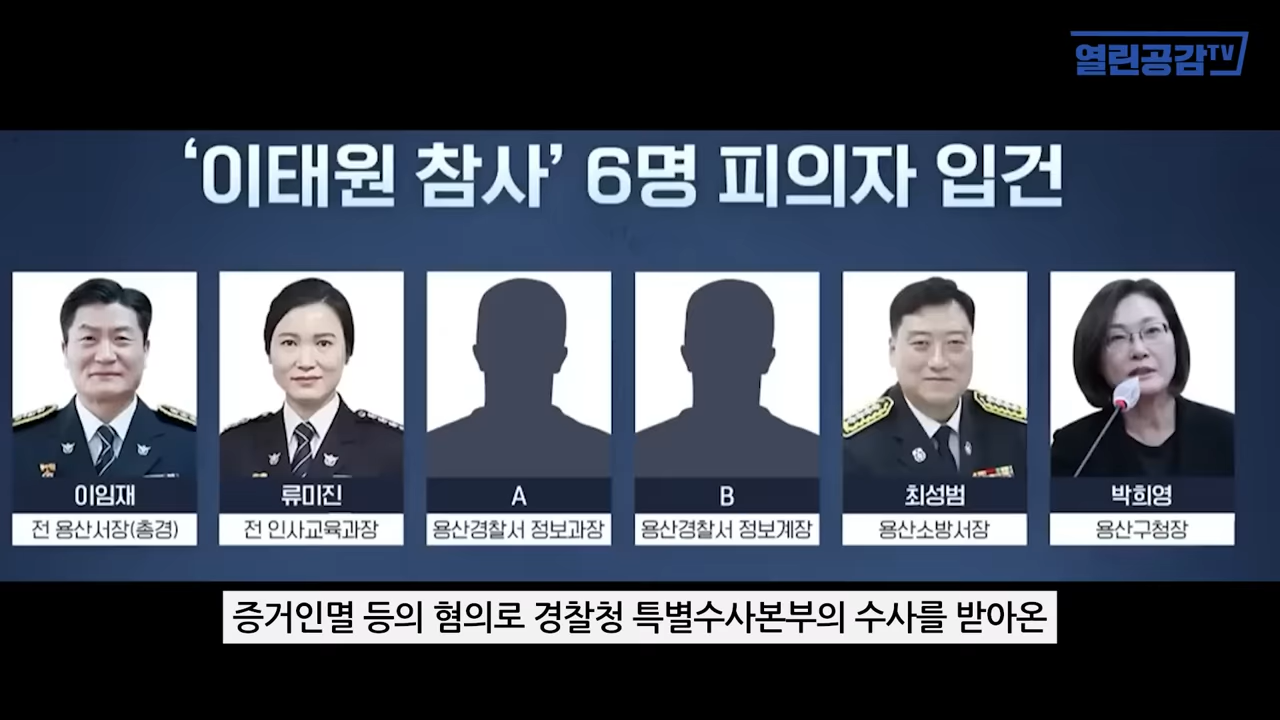 열린공감TV
‘이태원 참사’ 6명 피의자 입건
이임재
전 용산서장(총경)
류미진
전 인사교육과장
A
용산경찰서 정보과장
B
용산경찰서 정보계장
최성범
용산소방서장
박희영
용산구청장
증거인멸 등의 혐의로 경찰청 특별수사본부의 수사를 받아온